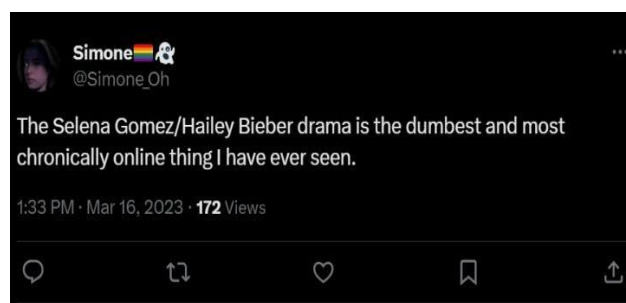 Simone🏳️‍🌈👻
@Simone_Oh
The Selena Gomez/Hailey Bieber drama is the dumbest and most
chronically online thing I have ever seen.
1:33 PM · Mar 16, 2023 · 172 Views